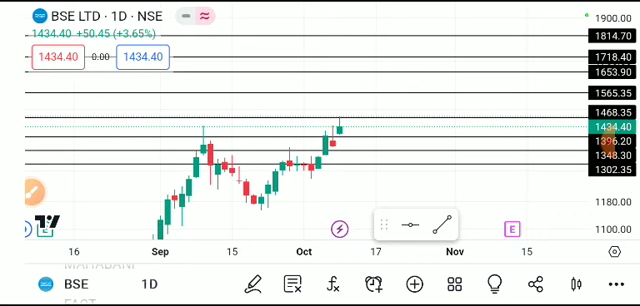 BSE LTD · 1D · NSE
1434.40 +50.45 (+3.65%)
1434.40 0.00 1434.40
1900.00
1814.70
1718.40
1653.90
1565.35
1468.35
1434.40
1396.20
1348.30
1302.35
1180.00
1100.00
E
E
16 Sep 15 Oct 17 Nov 15
BSE 1D